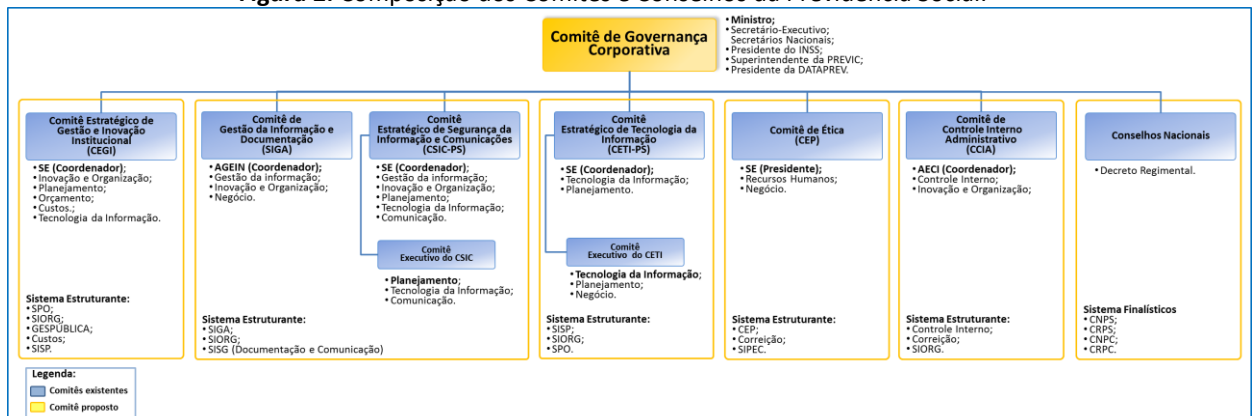 Figura 2. Composição dos Comitês e Conselhos da Previdência Social.
Comitê de Governança
Corporativa
•Ministro;
Secretário-Executivo;
Secretários Nacionais;
•Presidente do INSS;
•Superintendente da PREVIC;
•Presidente da DATAPREV.
Comitê Estratégico de
Gestão e Inovação
Institucional
(CEGI)
•SE (Coordenador);
•Inovação e Organização;
•Planejamento;
•Orçamento;
•Custos.;
•Tecnologia da Informação.
Sistema Estruturante:
•SPO;
•SIORG;
•GESPÚBLICA;
•Custos;
•SISP.
Comitê de
Gestão da Informação e
Documentação
(SIGA)
•AGEIN (Coordenador);
•Gestão da informação;
•Inovação e Organização;
•Negócio.
Comitê
Estratégico de Segurança da
Informação e Comunicações
(CSIC-PS)
•SE (Coordenador);
•Gestão da informação;
•Inovação e Organização;
•Planejamento;
•Tecnologia da Informação;
•Comunicação.
Comitê
Executivo do CSIC
•Planejamento;
•Tecnologia da Informação;
•Comunicação.
Sistema Estruturante:
•SIGA;
•SIORG;
•SISG (Documentação e Comunicação)
Comitê
Estratégico de Tecnologia da
Informação
(CETI-PS)
•SE (Coordenador);
•Tecnologia da Informação;
•Planejamento.
Comitê
Executivo do CETI
•Tecnologia da Informação;
•Planejamento;
•Negócio.
Sistema Estruturante:
•SISP;
•SIORG;
•SPO.
Comitê de Ética
(CEP)
•SE (Presidente);
•Recursos Humanos;
•Negócio.
Sistema Estruturante:
•CEP;
•Correição;
•SIPEC.
Comitê de
Controle Interno
Administrativo
(CCIA)
•AECI (Coordenador);
•Controle Interno;
•Inovação e Organização;
Sistema Estruturante:
•Controle Interno;
•Correição;
•SIORG.
Conselhos Nacionais
•Decreto Regimental.
Sistema Finalísticos
•CNPS;
•CRPS;
•CNPC;
•CRPC.
Legenda:
Comitês existentes
Comitê proposto